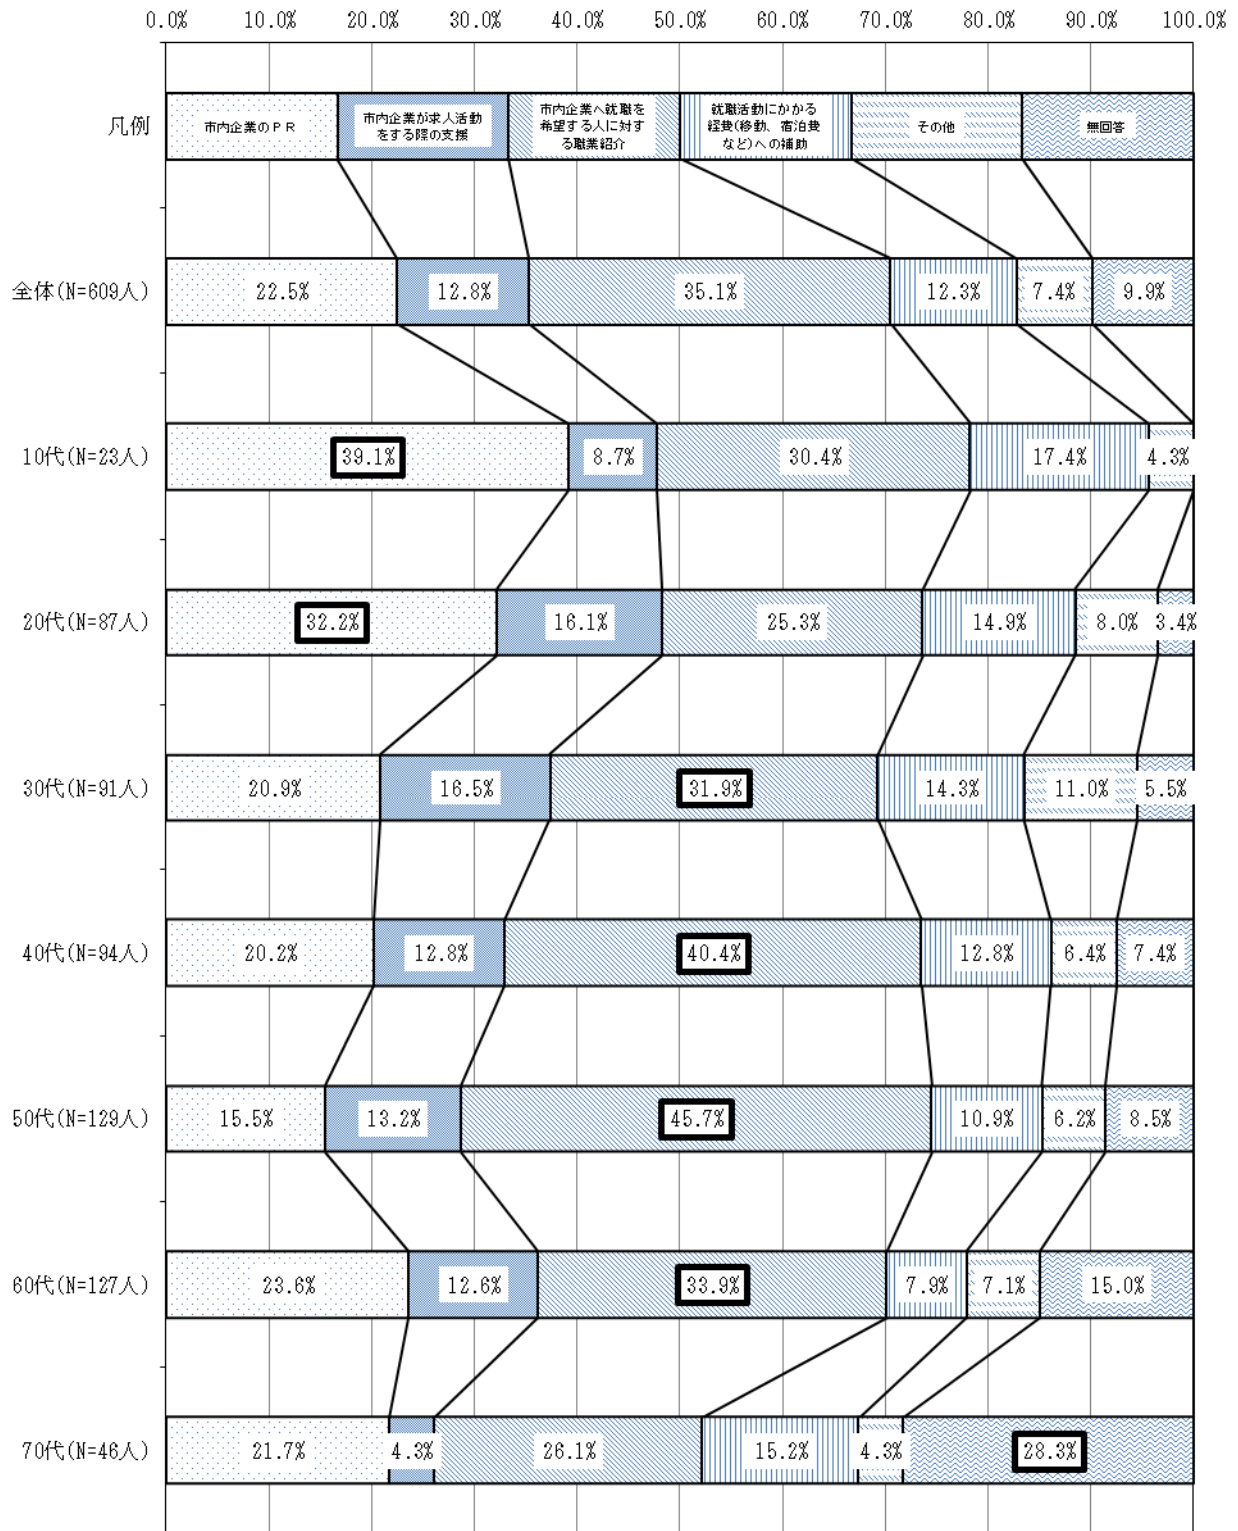 0.0% 10.0% 20.0% 30.0% 40.0% 50.0% 60.0% 70.0% 80.0% 90.0% 100.0%
凡例
市内企業のPR
市内企業が求人活動
をする際の支援
市内企業へ就職を
希望する人に対す
る職業紹介
就職活動にかかる
経費(移動、宿泊費
など)への補助
その他
無回答
全体(N=609人) 22.5% 12.8% 35.1% 12.3% 7.4% 9.9%
10代(N=23人) 39.1% 8.7% 30.4% 17.4% 4.3%
20代(N=87人) 32.2% 16.1% 25.3% 14.9% 8.0% 3.4%
30代(N=91人) 20.9% 16.5% 31.9% 14.3% 11.0% 5.5%
40代(N=94人) 20.2% 12.8% 40.4% 12.8% 6.4% 7.4%
50代(N=129人) 15.5% 13.2% 45.7% 10.9% 6.2% 8.5%
60代(N=127人) 23.6% 12.6% 33.9% 7.9% 7.1% 15.0%
70代(N=46人) 21.7% 4.3% 26.1% 15.2% 4.3% 28.3%